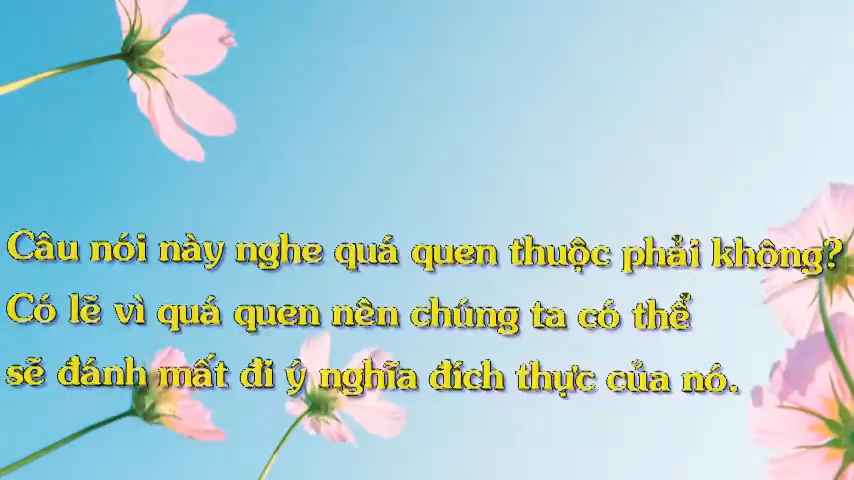 Câu nói này nghe quá quen thuộc phải không?
Có lẽ vì quá quen nên chúng ta có thể
sẽ đánh mất đi ý nghĩa đích thực của nó.